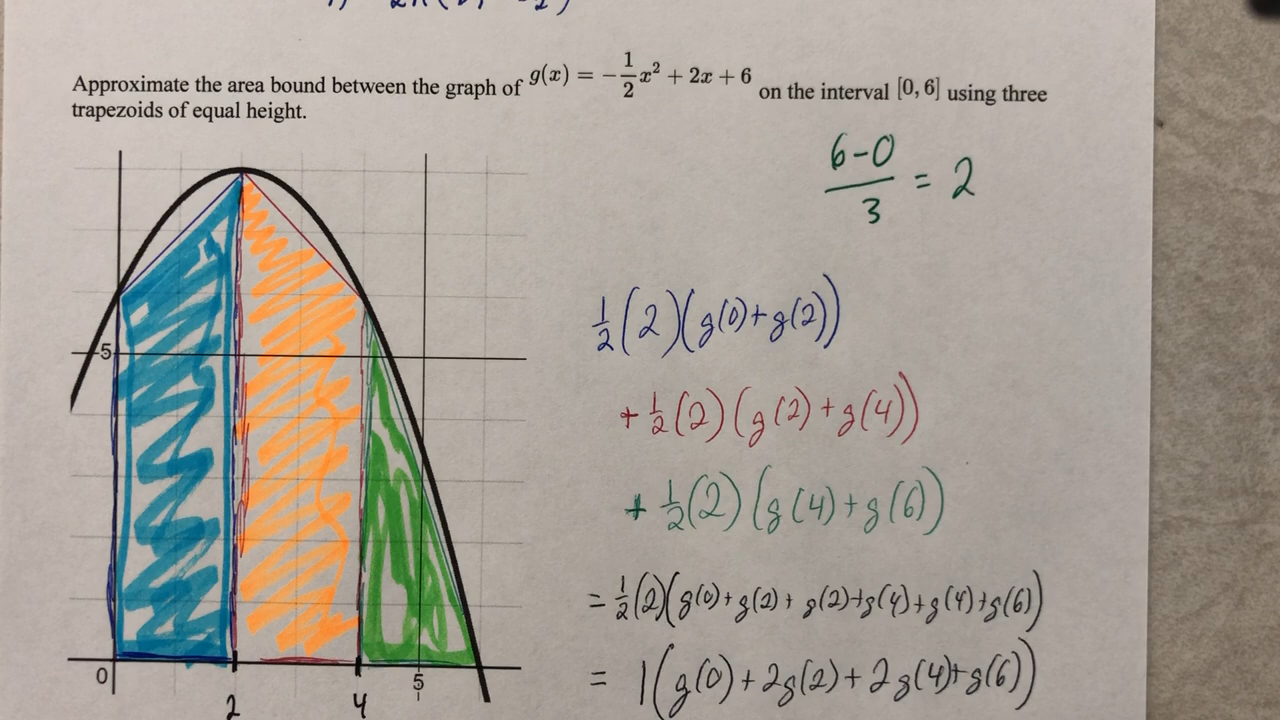 Approximate the area bound between the graph of g(x) = -1/2x² + 2x + 6 on the interval [0, 6] using three
trapezoids of equal height.
6-0/3 = 2
½(2)(g(0)+g(2))
+ ½(2)(g(2)+g(4))
+ ½(2)(g(4)+g(6))
= ½(2)(g(0)+g(2)+g(2)+g(4)+g(4)+g(6))
= 1(g(0)+2g(2)+2g(4)+g(6))
5
0
5
2
4